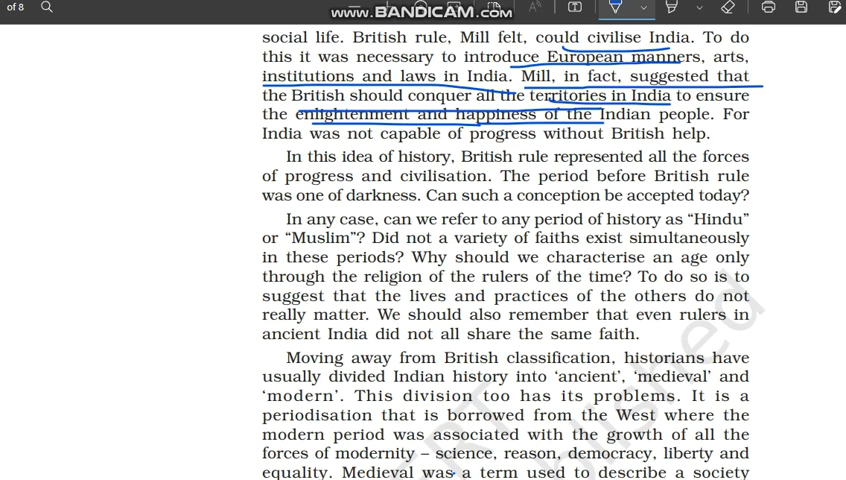 of 8
www.BANDICAM.com
social life. British rule, Mill felt, could civilise India. To do
this it was necessary to introduce European manners, arts,
institutions and laws in India. Mill, in fact, suggested that
the British should conquer all the territories in India to ensure
the enlightenment and happiness of the Indian people. For
India was not capable of progress without British help.
In this idea of history, British rule represented all the forces
of progress and civilisation. The period before British rule
was one of darkness. Can such a conception be accepted today?
In any case, can we refer to any period of history as “Hindu”
or “Muslim”? Did not a variety of faiths exist simultaneously
in these periods? Why should we characterise an age only
through the religion of the rulers of the time? To do so is to
suggest that the lives and practices of the others do not
really matter. We should also remember that even rulers in
ancient India did not all share the same faith.
Moving away from British classification, historians have
usually divided Indian history into ‘ancient’, ‘medieval’ and
‘modern’. This division too has its problems. It is a
periodisation that is borrowed from the West where the
modern period was associated with the growth of all the
forces of modernity – science, reason, democracy, liberty and
equality. Medieval was a term used to describe a society